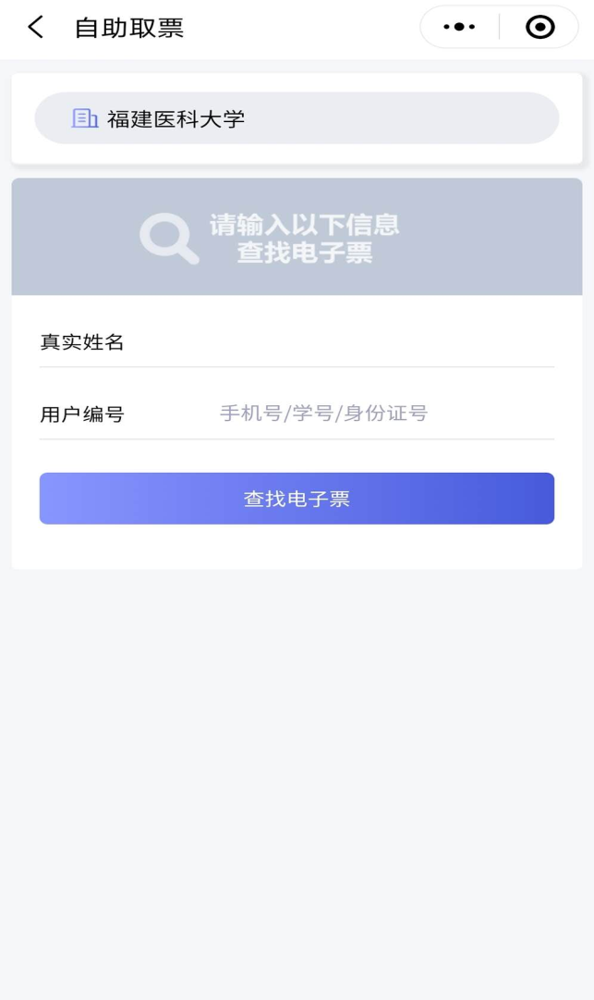 自助取票
福建医科大学
请输入以下信息
查找电子票
真实姓名
用户编号 手机号/学号/身份证号
查找电子票